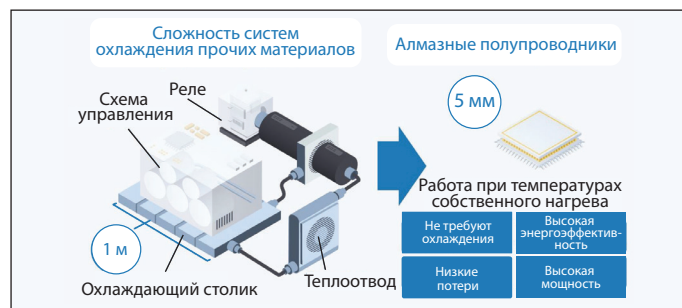 Сложность систем
охлаждения прочих материалов
Алмазные полупроводники
Реле
Схема
управления
5 мм
Работа при температурах
собственного нагрева
Не требуют
охлаждения
Высокая
энергоэффектив-
ность
1 м
Низкие
потери
Высокая
мощность
Теплоотвод
Охлаждающий столик